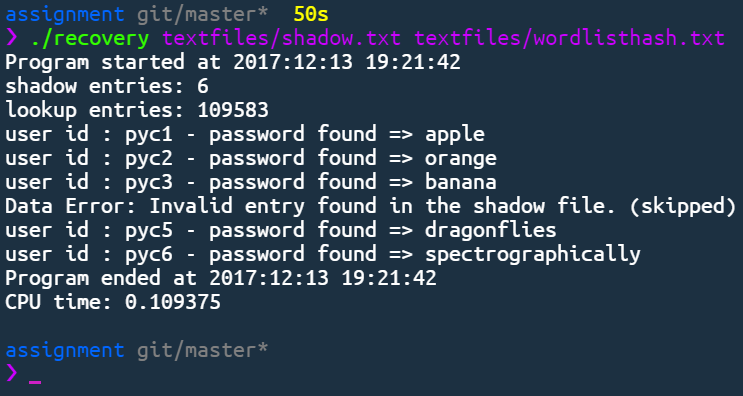 assignment git/master* 50s
❯ ./recovery textfiles/shadow.txt textfiles/wordlisthash.txt
Program started at 2017:12:13 19:21:42
shadow entries: 6
lookup entries: 109583
user id : pyc1 - password found => apple
user id : pyc2 - password found => orange
user id : pyc3 - password found => banana
Data Error: Invalid entry found in the shadow file. (skipped)
user id : pyc5 - password found => dragonflies
user id : pyc6 - password found => spectrographically
Program ended at 2017:12:13 19:21:42
CPU time: 0.109375
assignment git/master*
❯ _